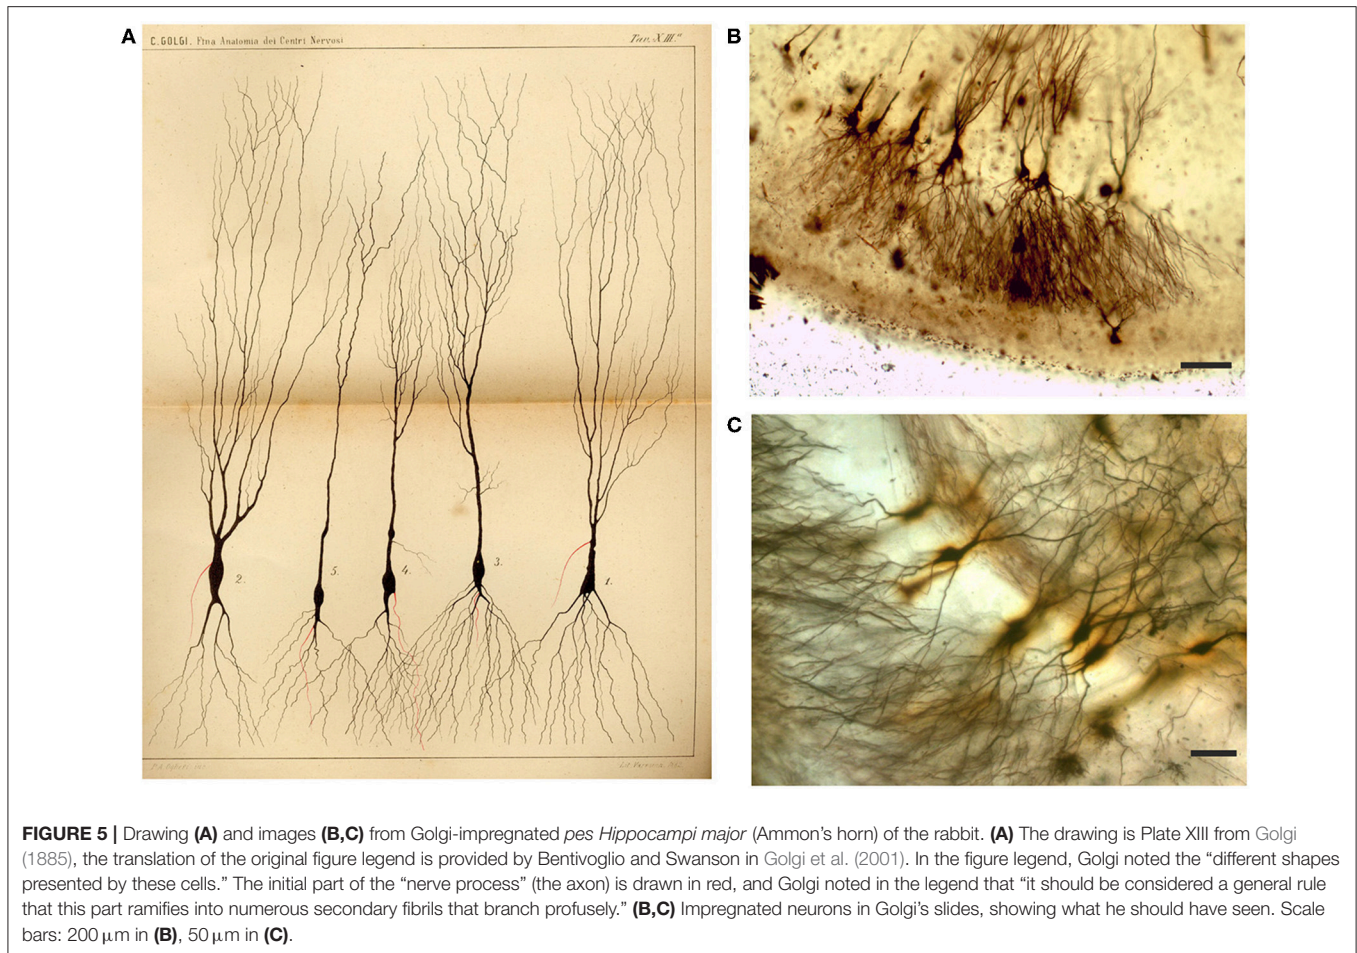 A
C. GOLGI. Fina Anatomia dei Centri Nervosi
Tav. XIII.a
2.
5.
4.
3.
1.
B
C
FIGURE 5 | Drawing (A) and images (B,C) from Golgi-impregnated pes Hippocampi major (Ammon's horn) of the rabbit. (A) The drawing is Plate XIII from Golgi
(1885), the translation of the original figure legend is provided by Bentivoglio and Swanson in Golgi et al. (2001). In the figure legend, Golgi noted the “different shapes
presented by these cells.” The initial part of the “nerve process” (the axon) is drawn in red, and Golgi noted in the legend that “it should be considered a general rule
that this part ramifies into numerous secondary fibrils that branch profusely.” (B,C) Impregnated neurons in Golgi's slides, showing what he should have seen. Scale
bars: 200 μm in (B), 50 μm in (C).